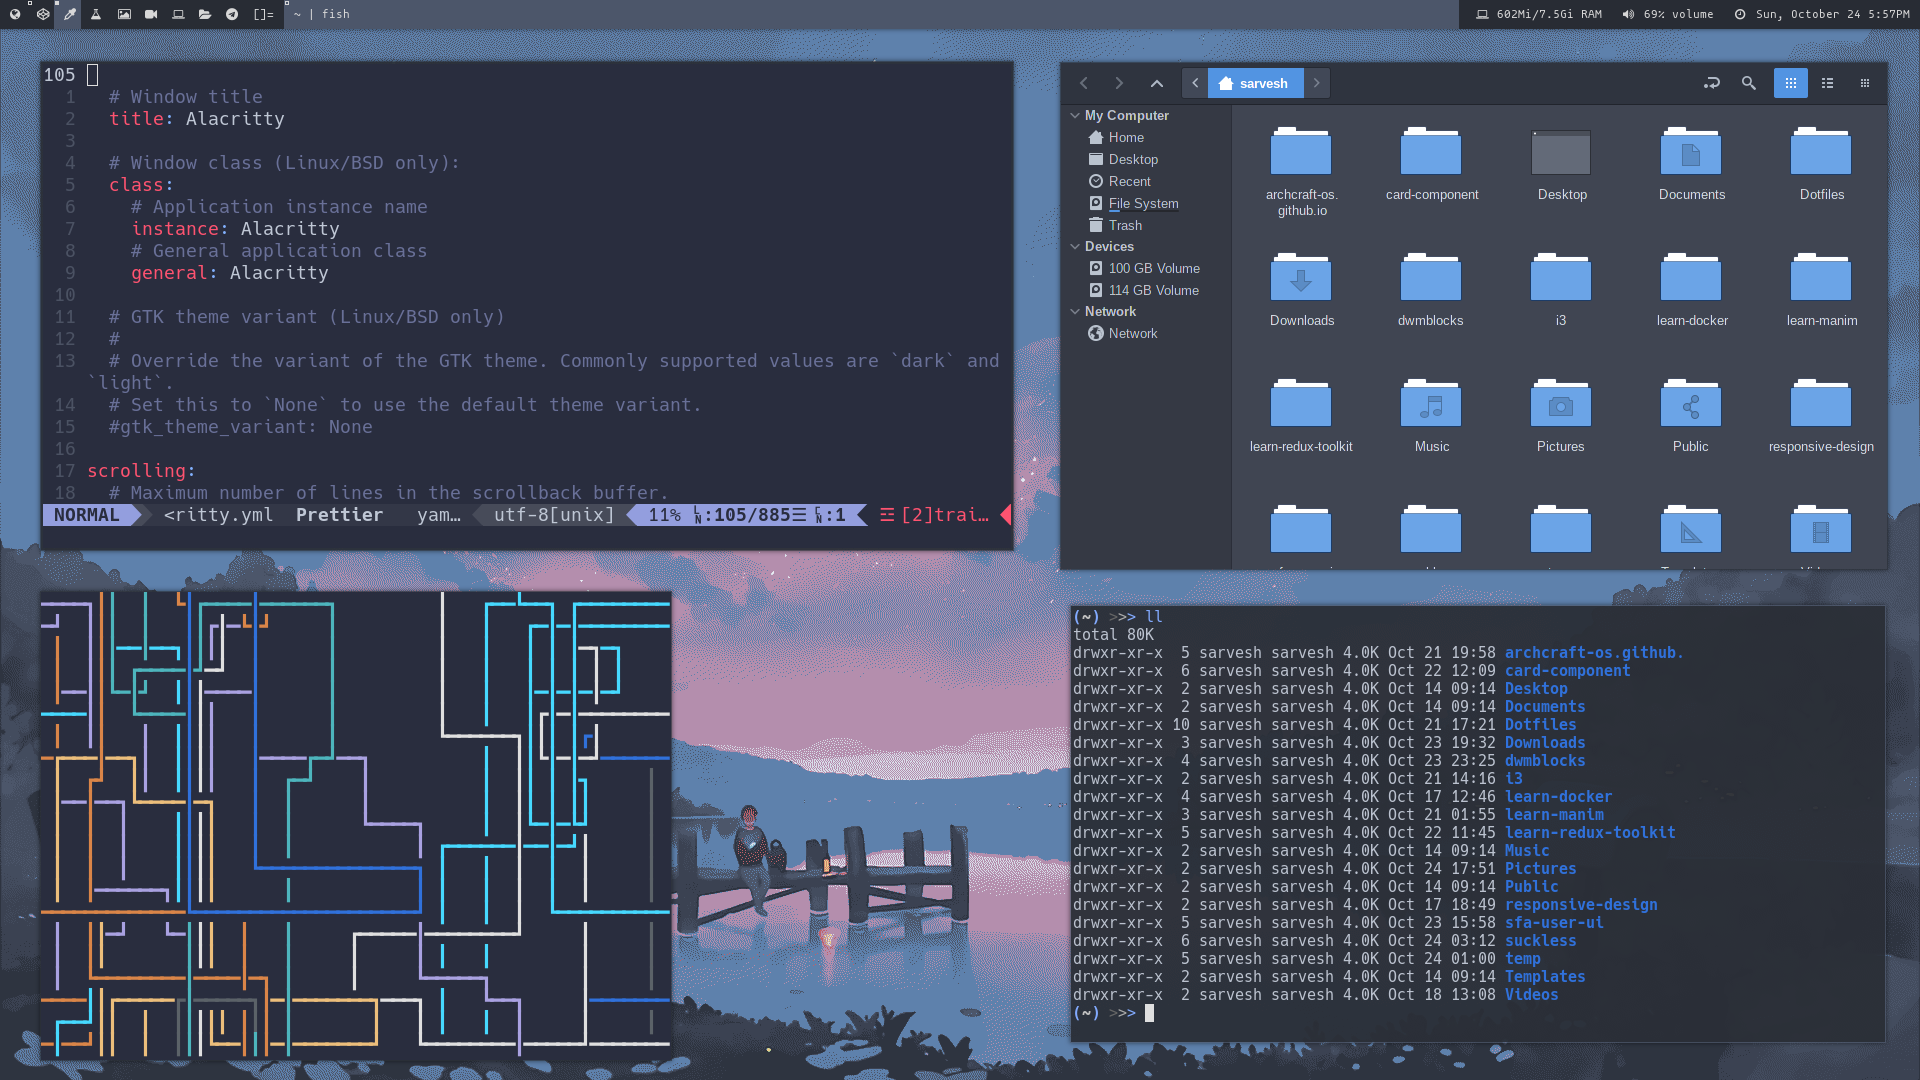 []=
~ | fish
602Mi/7.5Gi RAM
69% volume
Sun, October 24 5:57PM
105
1 # Window title
2 title: Alacritty
3
4 # Window class (Linux/BSD only):
5 class:
6 # Application instance name
7 instance: Alacritty
8 # General application class
9 general: Alacritty
10
11 # GTK theme variant (Linux/BSD only)
12 #
13 # Override the variant of the GTK theme. Commonly supported values are `dark` and
`light`.
14 # Set this to `None` to use the default theme variant.
15 #gtk_theme_variant: None
16
17 scrolling:
18 # Maximum number of lines in the scrollback buffer.
NORMAL <ritty.yml Prettier yam… utf-8[unix] 11% LN:105/885☰ CN:1 ☲ [2]trai…
sarvesh
My Computer
Home
Desktop
Recent
File System
Trash
Devices
100 GB Volume
114 GB Volume
Network
Network
archcraft-os.
github.io
card-component
Desktop
Documents
Dotfiles
Downloads
dwmblocks
i3
learn-docker
learn-manim
learn-redux-toolkit
Music
Pictures
Public
responsive-design
(~) >>> ll
total 80K
drwxr-xr-x 5 sarvesh sarvesh 4.0K Oct 21 19:58 archcraft-os.github.
drwxr-xr-x 6 sarvesh sarvesh 4.0K Oct 22 12:09 card-component
drwxr-xr-x 2 sarvesh sarvesh 4.0K Oct 14 09:14 Desktop
drwxr-xr-x 2 sarvesh sarvesh 4.0K Oct 14 09:14 Documents
drwxr-xr-x 10 sarvesh sarvesh 4.0K Oct 21 17:21 Dotfiles
drwxr-xr-x 3 sarvesh sarvesh 4.0K Oct 23 19:32 Downloads
drwxr-xr-x 4 sarvesh sarvesh 4.0K Oct 23 23:25 dwmblocks
drwxr-xr-x 2 sarvesh sarvesh 4.0K Oct 21 14:16 i3
drwxr-xr-x 4 sarvesh sarvesh 4.0K Oct 17 12:46 learn-docker
drwxr-xr-x 3 sarvesh sarvesh 4.0K Oct 21 01:55 learn-manim
drwxr-xr-x 5 sarvesh sarvesh 4.0K Oct 22 11:45 learn-redux-toolkit
drwxr-xr-x 2 sarvesh sarvesh 4.0K Oct 14 09:14 Music
drwxr-xr-x 2 sarvesh sarvesh 4.0K Oct 24 17:51 Pictures
drwxr-xr-x 2 sarvesh sarvesh 4.0K Oct 14 09:14 Public
drwxr-xr-x 2 sarvesh sarvesh 4.0K Oct 17 18:49 responsive-design
drwxr-xr-x 5 sarvesh sarvesh 4.0K Oct 23 15:58 sfa-user-ui
drwxr-xr-x 6 sarvesh sarvesh 4.0K Oct 24 03:12 suckless
drwxr-xr-x 5 sarvesh sarvesh 4.0K Oct 24 01:00 temp
drwxr-xr-x 2 sarvesh sarvesh 4.0K Oct 14 09:14 Templates
drwxr-xr-x 2 sarvesh sarvesh 4.0K Oct 18 13:08 Videos
(~) >>>